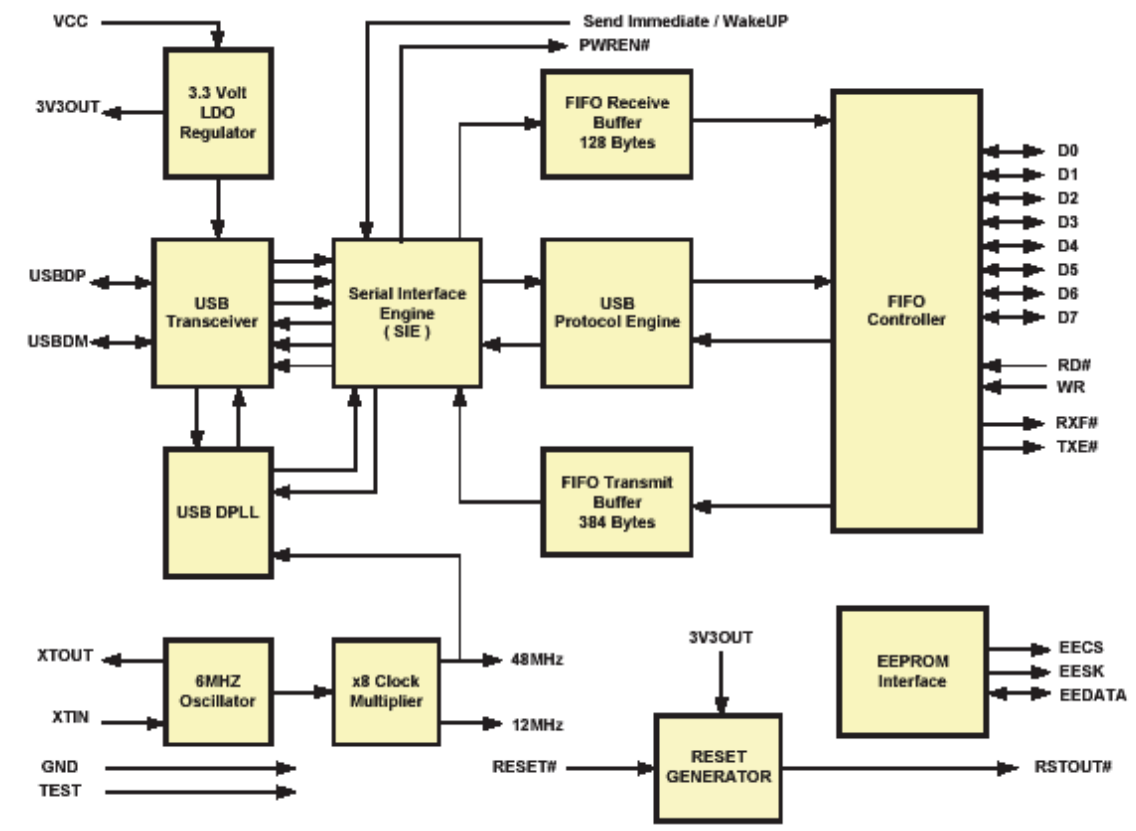 VCC
Send Immediate / WakeUP
PWREN#
3.3 Volt
LDO
Regulator
3V3OUT
FIFO Receive
Buffer
128 Bytes
D0
D1
D2
D3
D4
D5
D6
D7
USBDP
USBDM
USB
Transceiver
Serial Interface
Engine
( SIE )
USB
Protocol Engine
FIFO
Controller
RD#
WR
RXF#
TXE#
USB DPLL
FIFO Transmit
Buffer
384 Bytes
XTOUT
XTIN
6MHZ
Oscillator
x8 Clock
Multiplier
48MHz
12MHz
3V3OUT
EEPROM
Interface
EECS
EESK
EEDATA
GND
TEST
RESET#
RESET
GENERATOR
RSTOUT#